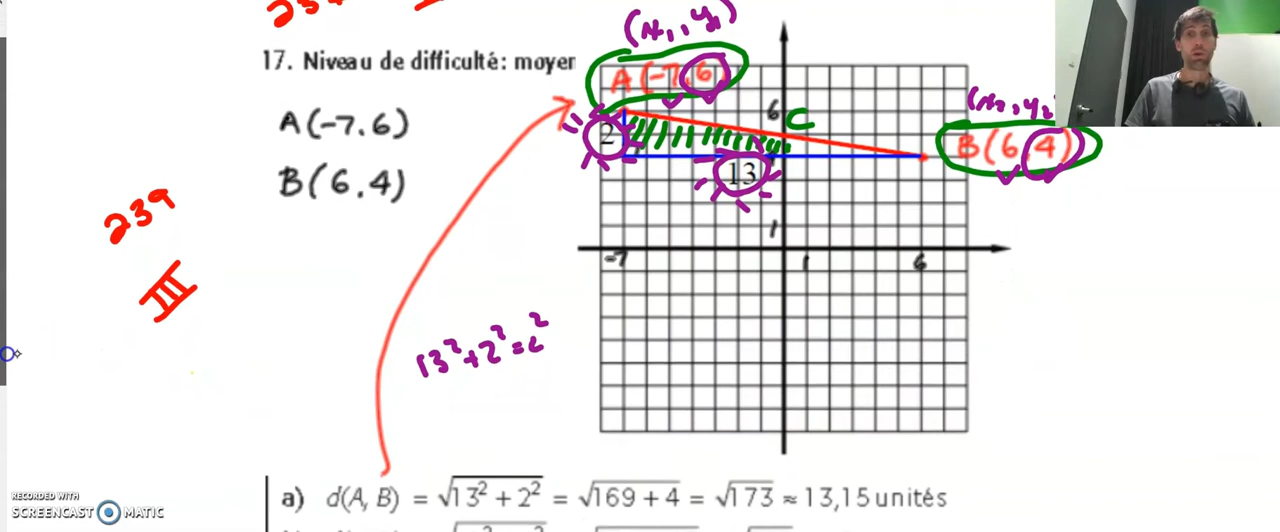 (x₁, y₁)
17. Niveau de difficulté: moyen
A(-7,6)
A(-7.6)
6
C
(x₂, y₂
2
B(6,4)
B(6,4)
13
239
1
-7
1
6
III
13²+2²=c²
a) d(A, B) = √13² + 2² = √169 + 4 = √173 ≈ 13,15 unités
RECORDED WITH
SCREENCAST MATIC